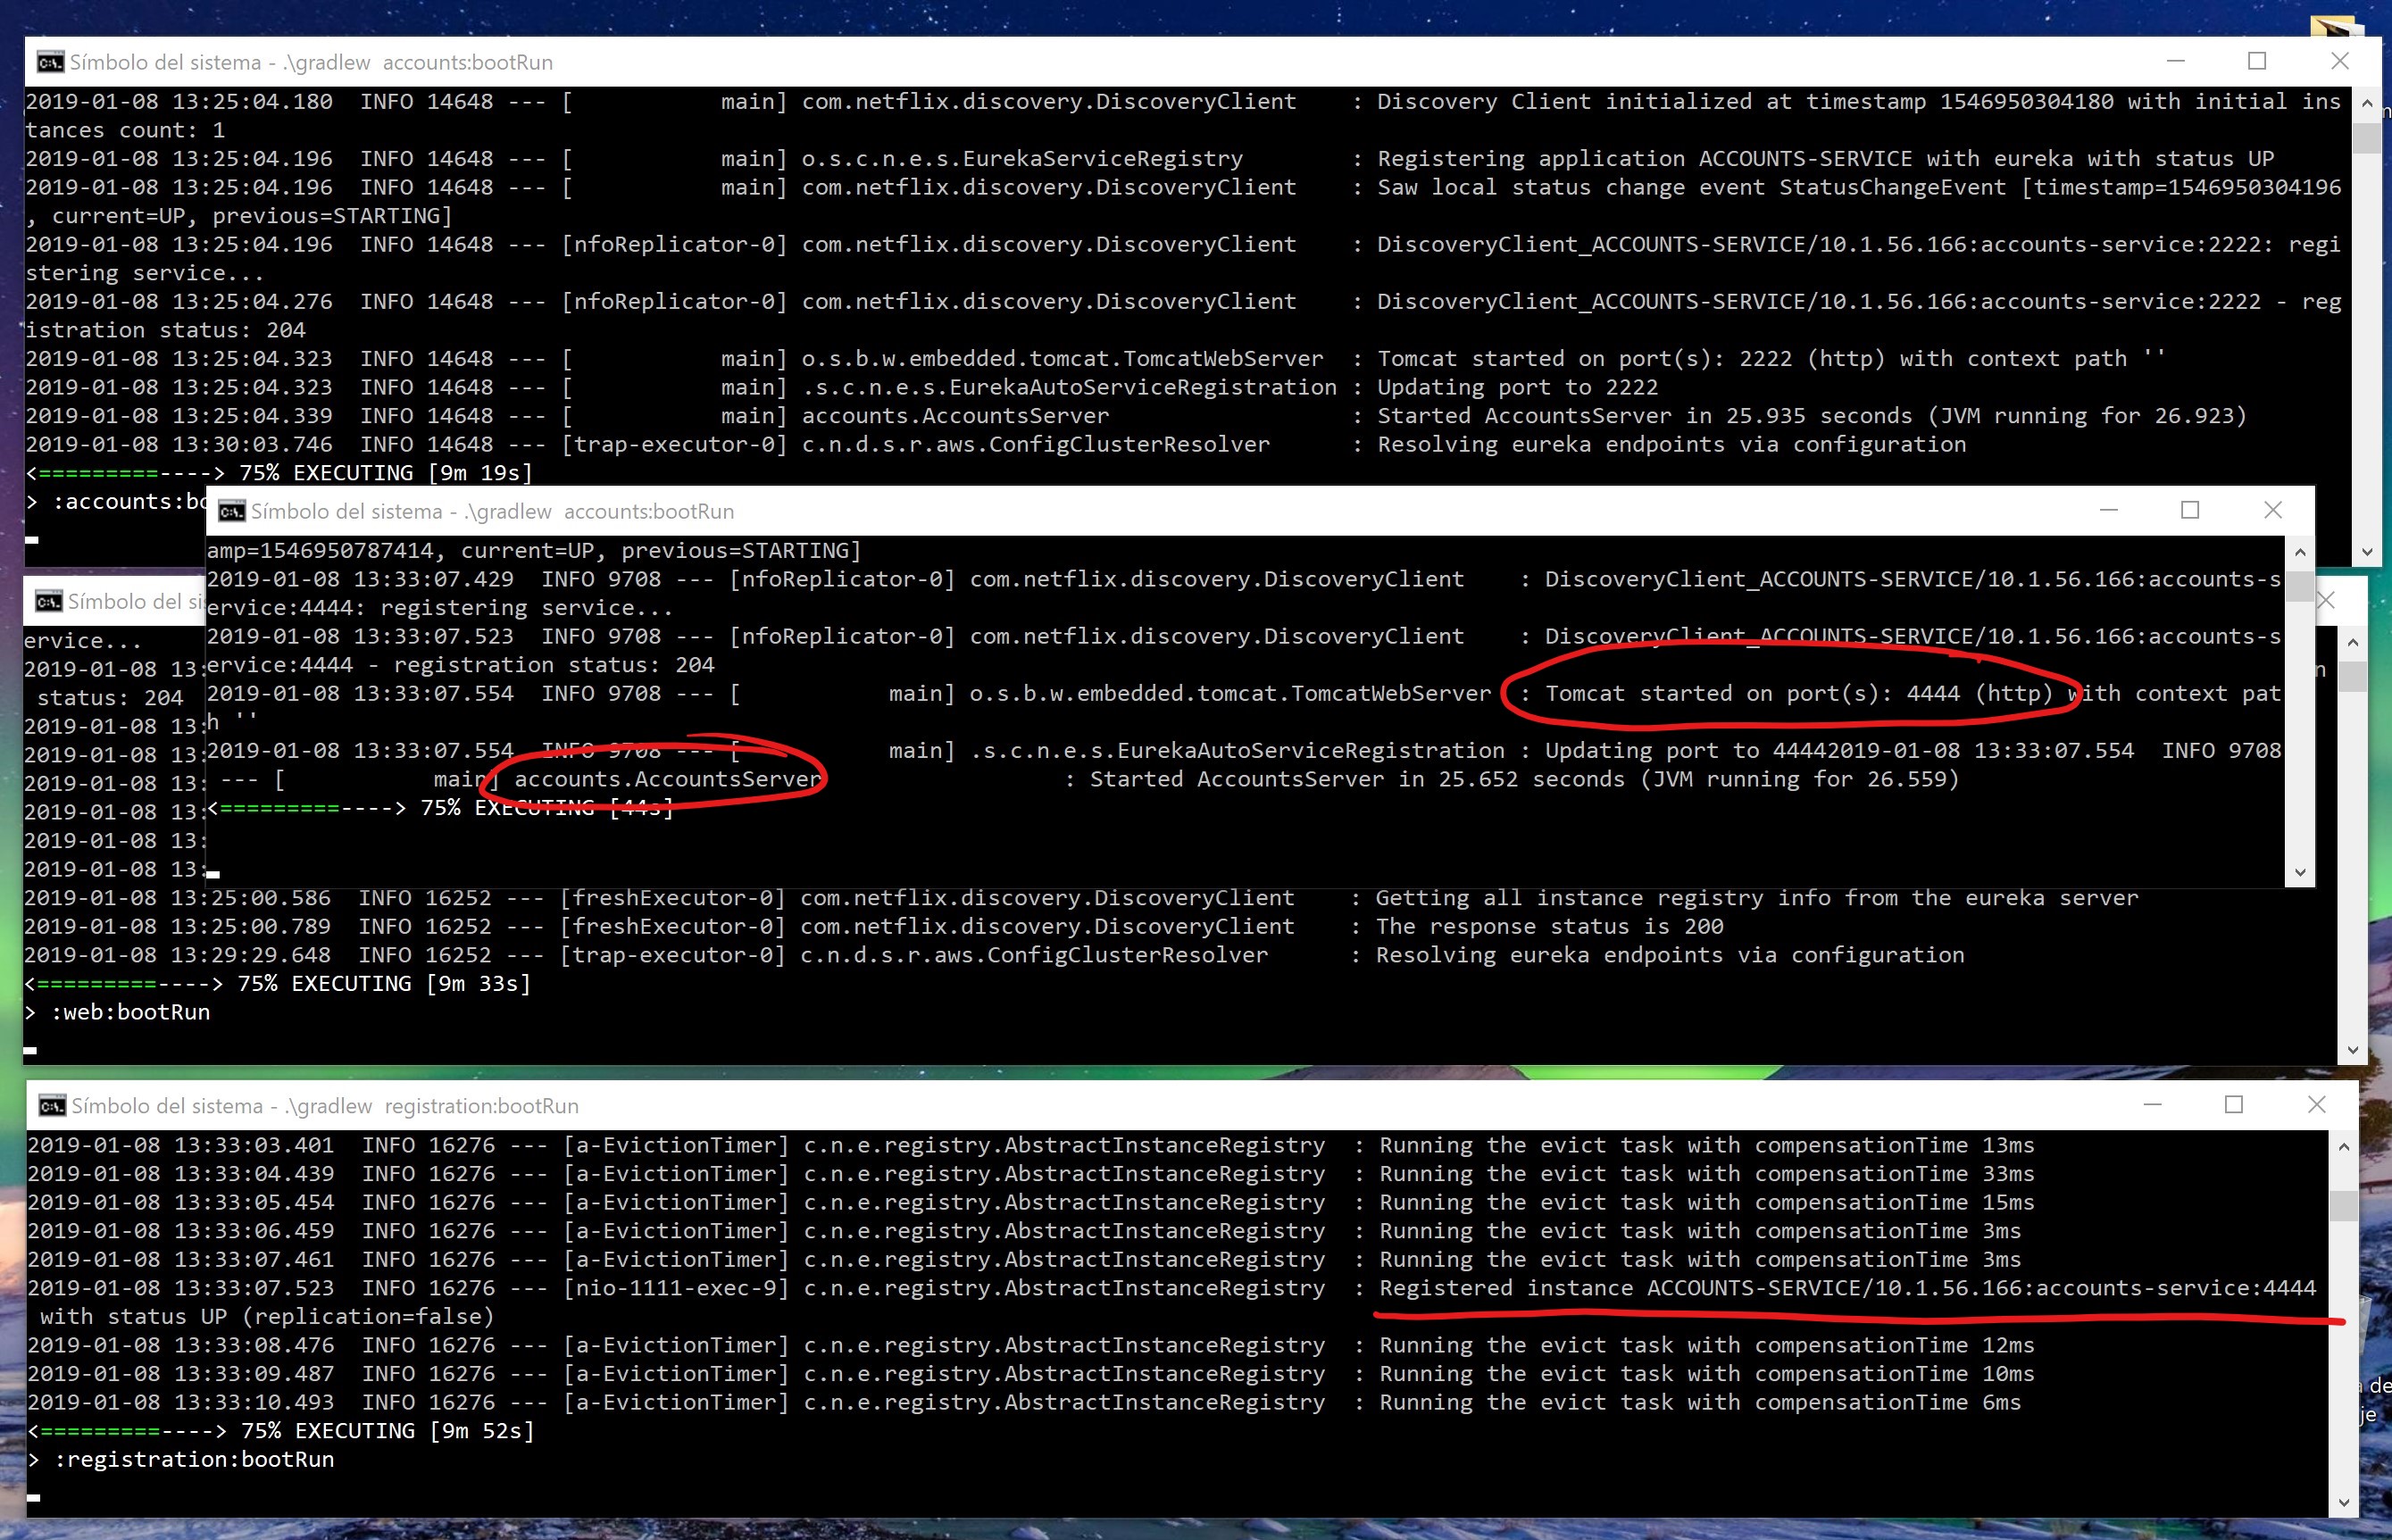 Símbolo del sistema - .\gradlew  accounts:bootRun
2019-01-08 13:25:04.180  INFO 14648 --- [           main] com.netflix.discovery.DiscoveryClient    : Discovery Client initialized at timestamp 1546950304180 with initial ins
tances count: 1
2019-01-08 13:25:04.196  INFO 14648 --- [           main] o.s.c.n.e.s.EurekaServiceRegistry        : Registering application ACCOUNTS-SERVICE with eureka with status UP
2019-01-08 13:25:04.196  INFO 14648 --- [           main] com.netflix.discovery.DiscoveryClient    : Saw local status change event StatusChangeEvent [timestamp=1546950304196
, current=UP, previous=STARTING]
2019-01-08 13:25:04.196  INFO 14648 --- [nfoReplicator-0] com.netflix.discovery.DiscoveryClient    : DiscoveryClient_ACCOUNTS-SERVICE/10.1.56.166:accounts-service:2222: regi
stering service...
2019-01-08 13:25:04.276  INFO 14648 --- [nfoReplicator-0] com.netflix.discovery.DiscoveryClient    : DiscoveryClient_ACCOUNTS-SERVICE/10.1.56.166:accounts-service:2222 - reg
istration status: 204
2019-01-08 13:25:04.323  INFO 14648 --- [           main] o.s.b.w.embedded.tomcat.TomcatWebServer  : Tomcat started on port(s): 2222 (http) with context path ''
2019-01-08 13:25:04.323  INFO 14648 --- [           main] .s.c.n.e.s.EurekaAutoServiceRegistration : Updating port to 2222
2019-01-08 13:25:04.339  INFO 14648 --- [           main] accounts.AccountsServer                  : Started AccountsServer in 25.935 seconds (JVM running for 26.923)
2019-01-08 13:30:03.746  INFO 14648 --- [trap-executor-0] c.n.d.s.r.aws.ConfigClusterResolver      : Resolving eureka endpoints via configuration
<=========----> 75% EXECUTING [9m 19s]
> :accounts:bo
Símbolo del sistema - .\gradlew  accounts:bootRun
amp=1546950787414, current=UP, previous=STARTING]
2019-01-08 13:33:07.429  INFO 9708 --- [nfoReplicator-0] com.netflix.discovery.DiscoveryClient    : DiscoveryClient_ACCOUNTS-SERVICE/10.1.56.166:accounts-s
ervice:4444: registering service...
2019-01-08 13:33:07.523  INFO 9708 --- [nfoReplicator-0] com.netflix.discovery.DiscoveryClient    : DiscoveryClient_ACCOUNTS-SERVICE/10.1.56.166:accounts-s
ervice:4444 - registration status: 204
2019-01-08 13:33:07.554  INFO 9708 --- [           main] o.s.b.w.embedded.tomcat.TomcatWebServer  : Tomcat started on port(s): 4444 (http) with context pat
h ''
2019-01-08 13:33:07.554  INFO 9708 --- [           main] .s.c.n.e.s.EurekaAutoServiceRegistration : Updating port to 44442019-01-08 13:33:07.554  INFO 9708
 --- [           main] accounts.AccountsServer                  : Started AccountsServer in 25.652 seconds (JVM running for 26.559)
<=========----> 75% EXECUTING [44s]
Símbolo del si
ervice...
2019-01-08 13:
 status: 204
2019-01-08 13:
2019-01-08 13:
2019-01-08 13:
2019-01-08 13:
2019-01-08 13:
2019-01-08 13:
2019-01-08 13:25:00.586  INFO 16252 --- [freshExecutor-0] com.netflix.discovery.DiscoveryClient    : Getting all instance registry info from the eureka server
2019-01-08 13:25:00.789  INFO 16252 --- [freshExecutor-0] com.netflix.discovery.DiscoveryClient    : The response status is 200
2019-01-08 13:29:29.648  INFO 16252 --- [trap-executor-0] c.n.d.s.r.aws.ConfigClusterResolver      : Resolving eureka endpoints via configuration
<=========----> 75% EXECUTING [9m 33s]
> :web:bootRun
Símbolo del sistema - .\gradlew  registration:bootRun
2019-01-08 13:33:03.401  INFO 16276 --- [a-EvictionTimer] c.n.e.registry.AbstractInstanceRegistry  : Running the evict task with compensationTime 13ms
2019-01-08 13:33:04.439  INFO 16276 --- [a-EvictionTimer] c.n.e.registry.AbstractInstanceRegistry  : Running the evict task with compensationTime 33ms
2019-01-08 13:33:05.454  INFO 16276 --- [a-EvictionTimer] c.n.e.registry.AbstractInstanceRegistry  : Running the evict task with compensationTime 15ms
2019-01-08 13:33:06.459  INFO 16276 --- [a-EvictionTimer] c.n.e.registry.AbstractInstanceRegistry  : Running the evict task with compensationTime 3ms
2019-01-08 13:33:07.461  INFO 16276 --- [a-EvictionTimer] c.n.e.registry.AbstractInstanceRegistry  : Running the evict task with compensationTime 3ms
2019-01-08 13:33:07.523  INFO 16276 --- [nio-1111-exec-9] c.n.e.registry.AbstractInstanceRegistry  : Registered instance ACCOUNTS-SERVICE/10.1.56.166:accounts-service:4444
 with status UP (replication=false)
2019-01-08 13:33:08.476  INFO 16276 --- [a-EvictionTimer] c.n.e.registry.AbstractInstanceRegistry  : Running the evict task with compensationTime 12ms
2019-01-08 13:33:09.487  INFO 16276 --- [a-EvictionTimer] c.n.e.registry.AbstractInstanceRegistry  : Running the evict task with compensationTime 10ms
2019-01-08 13:33:10.493  INFO 16276 --- [a-EvictionTimer] c.n.e.registry.AbstractInstanceRegistry  : Running the evict task with compensationTime 6ms
<=========----> 75% EXECUTING [9m 52s]
> :registration:bootRun